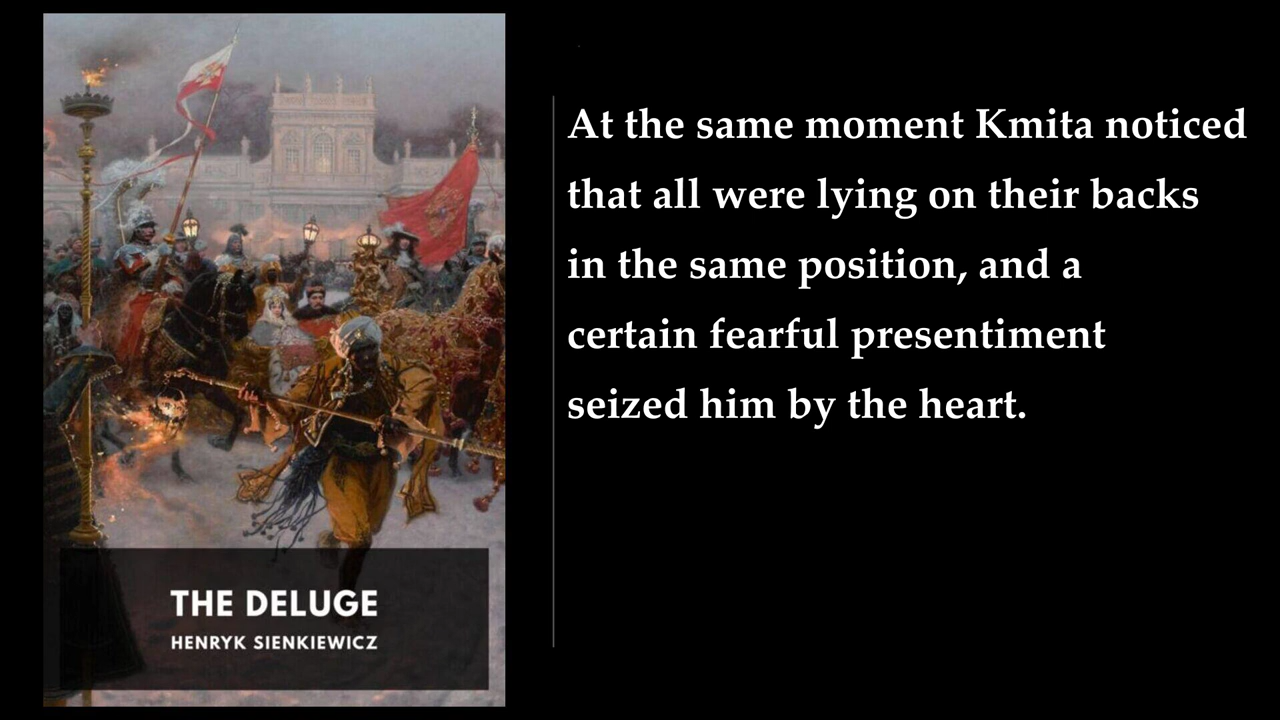 At the same moment Kmita noticed
that all were lying on their backs
in the same position, and a
certain fearful presentiment
seized him by the heart.
THE DELUGE
HENRYK SIENKIEWICZ